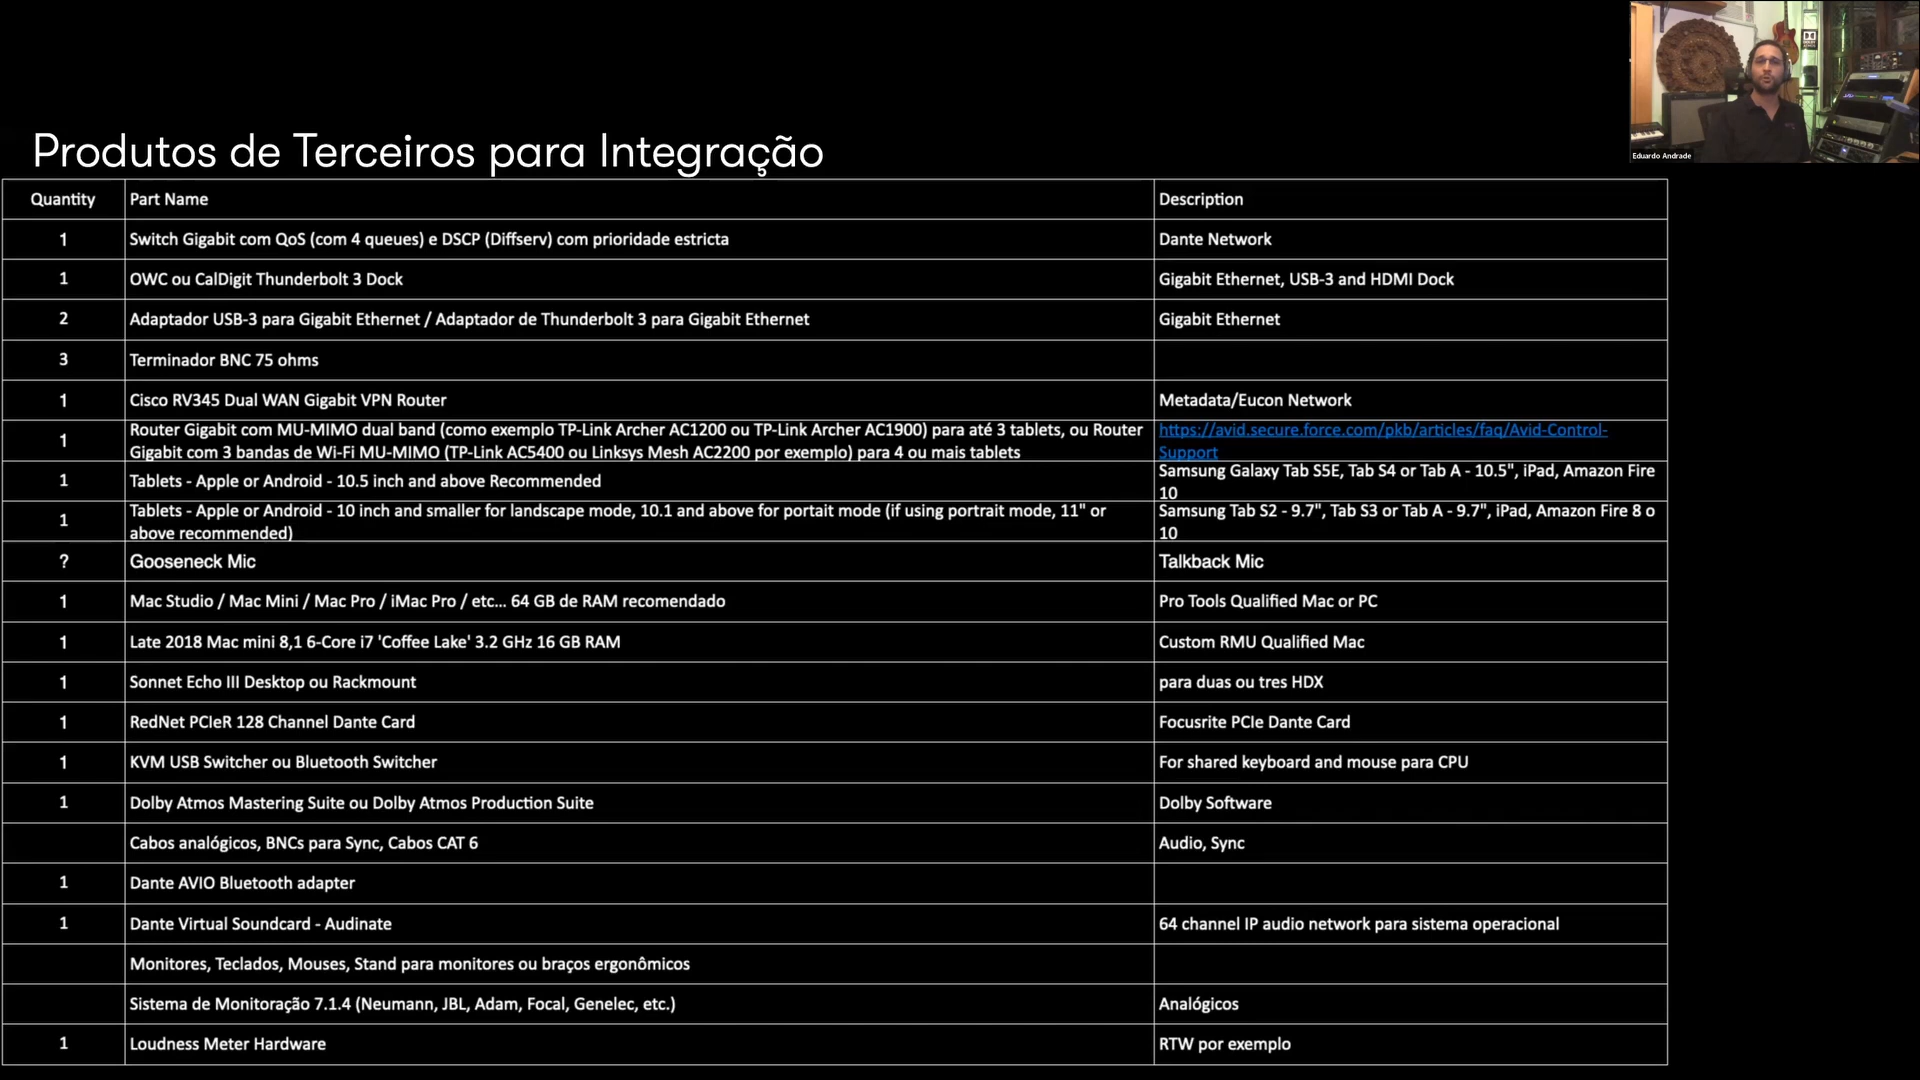 Eduardo Andrade
Produtos de Terceiros para Integração
Quantity Part Name Description
1 Switch Gigabit com QoS (com 4 queues) e DSCP (Diffserv) com prioridade estricta Dante Network
1 OWC ou CalDigit Thunderbolt 3 Dock Gigabit Ethernet, USB-3 and HDMI Dock
2 Adaptador USB-3 para Gigabit Ethernet / Adaptador de Thunderbolt 3 para Gigabit Ethernet Gigabit Ethernet
3 Terminador BNC 75 ohms
1 Cisco RV345 Dual WAN Gigabit VPN Router Metadata/Eucon Network
1 Router Gigabit com MU-MIMO dual band (como exemplo TP-Link Archer AC1200 ou TP-Link Archer AC1900) para até 3 tablets, ou Router
Gigabit com 3 bandas de Wi-Fi MU-MIMO (TP-Link AC5400 ou Linksys Mesh AC2200 por exemplo) para 4 ou mais tablets
https://avid.secure.force.com/pkb/articles/faq/Avid-Control-
Support
1 Tablets - Apple or Android - 10.5 inch and above Recommended
Samsung Galaxy Tab S5E, Tab S4 or Tab A - 10.5", iPad, Amazon Fire
10
1 Tablets - Apple or Android - 10 inch and smaller for landscape mode, 10.1 and above for portait mode (if using portrait mode, 11" or
above recommended)
Samsung Tab S2 - 9.7", Tab S3 or Tab A - 9.7", iPad, Amazon Fire 8 o
10
? Gooseneck Mic Talkback Mic
1 Mac Studio / Mac Mini / Mac Pro / iMac Pro / etc... 64 GB de RAM recomendado Pro Tools Qualified Mac or PC
1 Late 2018 Mac mini 8,1 6-Core i7 'Coffee Lake' 3.2 GHz 16 GB RAM Custom RMU Qualified Mac
1 Sonnet Echo III Desktop ou Rackmount para duas ou tres HDX
1 RedNet PCIeR 128 Channel Dante Card Focusrite PCIe Dante Card
1 KVM USB Switcher ou Bluetooth Switcher For shared keyboard and mouse para CPU
1 Dolby Atmos Mastering Suite ou Dolby Atmos Production Suite Dolby Software
Cabos analógicos, BNCs para Sync, Cabos CAT 6 Audio, Sync
1 Dante AVIO Bluetooth adapter
1 Dante Virtual Soundcard - Audinate 64 channel IP audio network para sistema operacional
Monitores, Teclados, Mouses, Stand para monitores ou braços ergonômicos
Sistema de Monitoração 7.1.4 (Neumann, JBL, Adam, Focal, Genelec, etc.) Analógicos
1 Loudness Meter Hardware RTW por exemplo